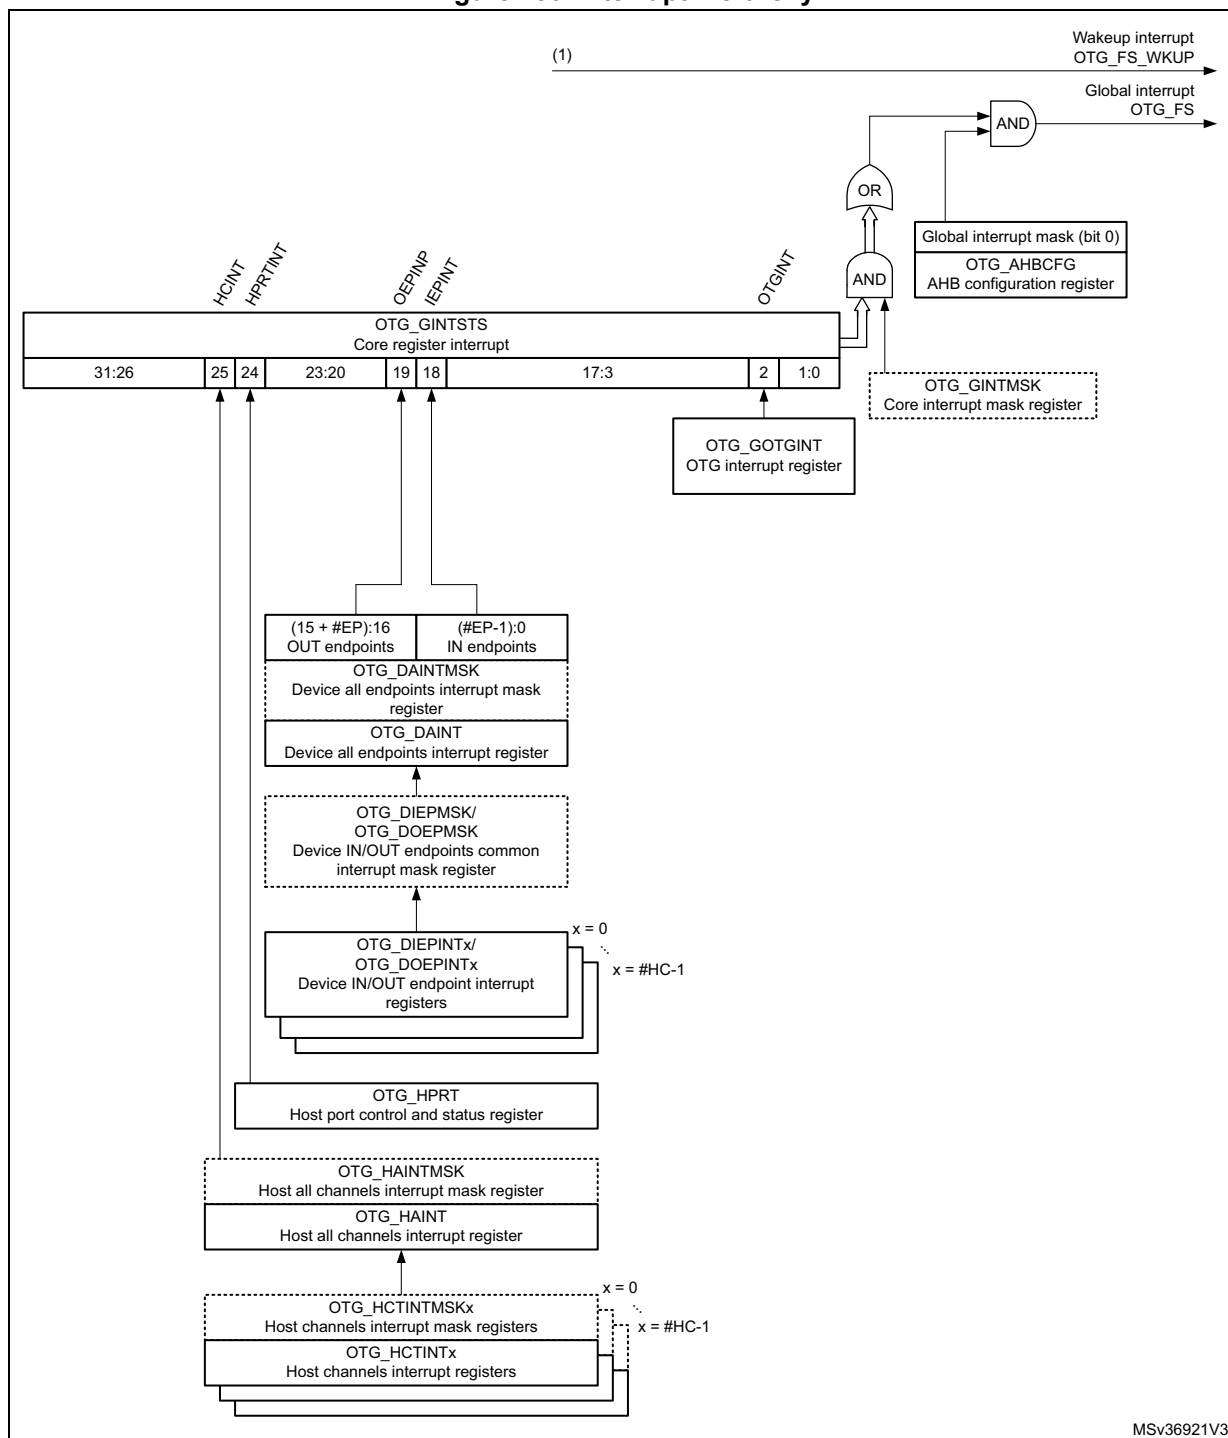 (1)
Wakeup interrupt
OTG_FS_WKUP
Global interrupt
OTG_FS
AND
OR
Global interrupt mask (bit 0)
OTG_AHBCFG
AHB configuration register
AND
HCINT
HPRTINT
OEPINP
IEPINT
OTGINT
OTG_GINTSTS
Core register interrupt
31:26
25
24
23:20
19
18
17:3
2
1:0
OTG_GINTMSK
Core interrupt mask register
OTG_GOTGINT
OTG interrupt register
(15 + #EP):16
OUT endpoints
(#EP-1):0
IN endpoints
OTG_DAINTMSK
Device all endpoints interrupt mask
register
OTG_DAINT
Device all endpoints interrupt register
OTG_DIEPMSK/
OTG_DOEPMSK
Device IN/OUT endpoints common
interrupt mask register
x = 0
OTG_DIEPINTx/
OTG_DOEPINTx
Device IN/OUT endpoint interrupt
registers
x = #HC-1
OTG_HPRT
Host port control and status register
OTG_HAINTMSK
Host all channels interrupt mask register
OTG_HAINT
Host all channels interrupt register
x = 0
OTG_HCTINTMSKx
Host channels interrupt mask registers
x = #HC-1
OTG_HCTINTx
Host channels interrupt registers
MSv36921V3